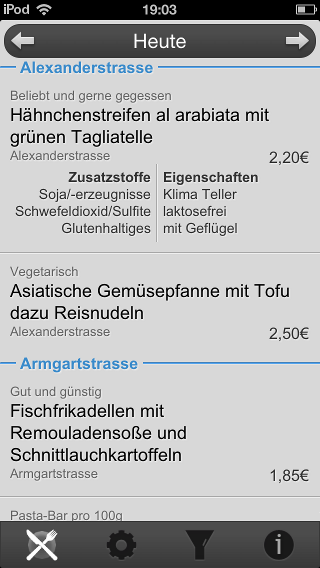 iPod 19:03
Heute
Alexanderstrasse
Beliebt und gerne gegessen
Hähnchenstreifen al arabiata mit
grünen Tagliatelle
Alexanderstrasse 2,20€
Zusatzstoffe Eigenschaften
Soja/-erzeugnisse Klima Teller
Schwefeldioxid/Sulfite laktosefrei
Glutenhaltiges mit Geflügel
Vegetarisch
Asiatische Gemüsepfanne mit Tofu
dazu Reisnudeln
Alexanderstrasse 2,50€
Armgartstrasse
Gut und günstig
Fischfrikadellen mit
Remouladensoße und
Schnittlauchkartoffeln
Armgartstrasse 1,85€
Pasta-Bar pro 100g